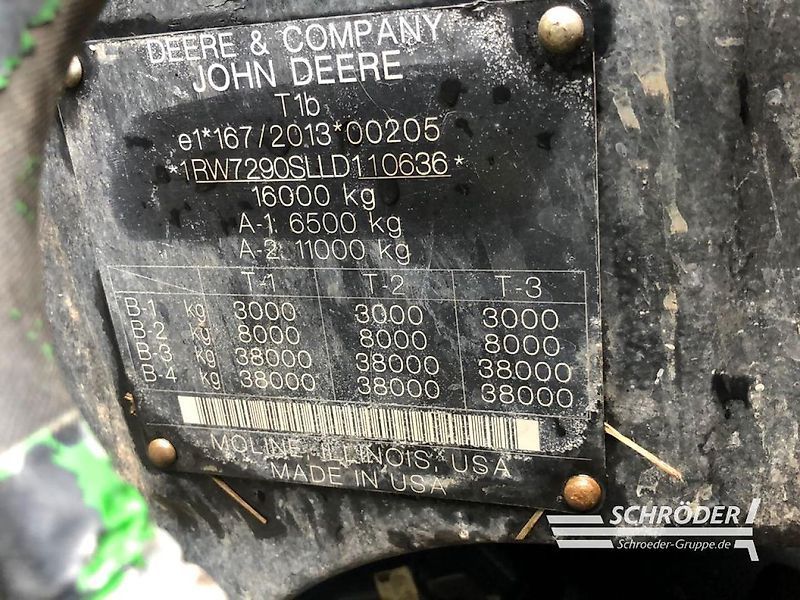 DEERE & COMPANY
JOHN DEERE
T1b
e1*167/2013*00205
*1RW7290SLLD110636*
16000 kg
A-1: 6500 kg
A-2: 11000 kg
T-1 T-2 T-3
B-1 kg 3000 3000 3000
B-2 kg 8000 8000 8000
B-3 kg 38000 38000 38000
B-4 kg 38000 38000 38000
MOLINE, ILLINOIS, USA
MADE IN USA
SCHRÖDER
Schroeder-Gruppe.de